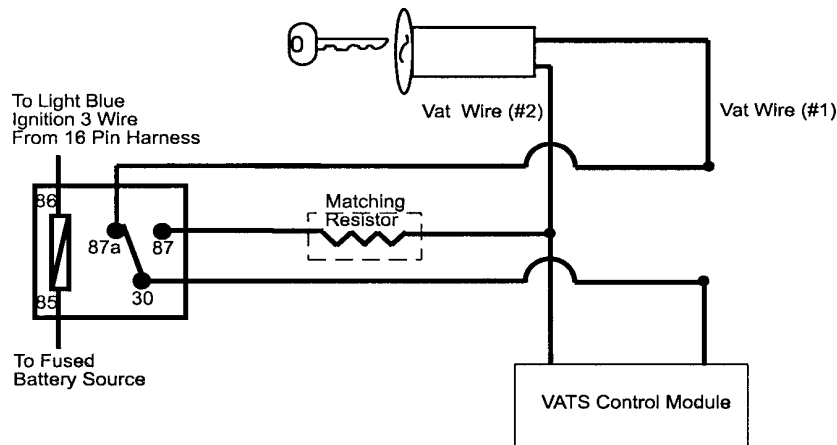 Vat Wire (#2)
Vat Wire (#1)
To Light Blue
Ignition 3 Wire
From 16 Pin Harness
86
87a
87
30
85
Matching
Resistor
To Fused
Battery Source
VATS Control Module